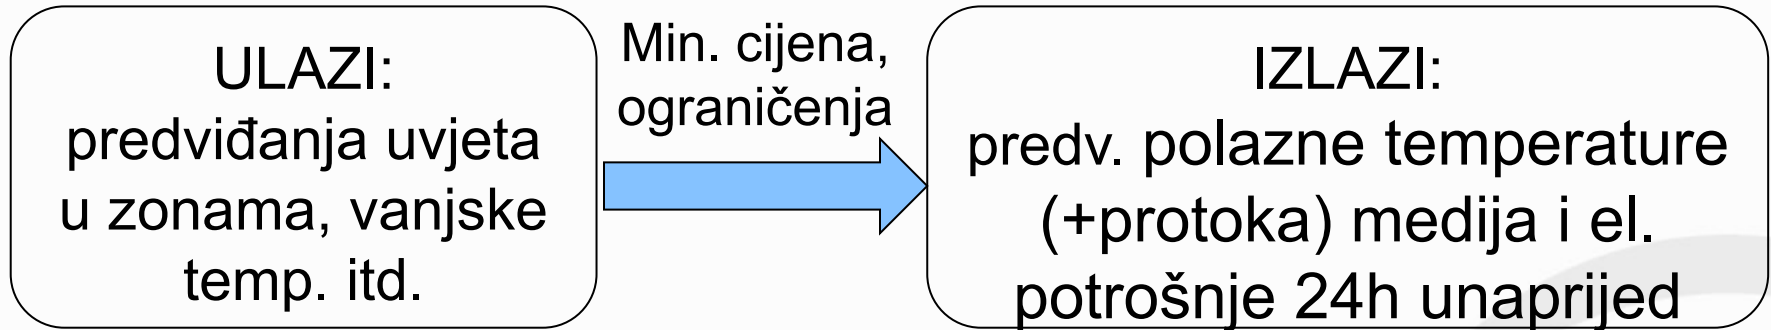 ULAZI:
predviđanja uvjeta
u zonama, vanjske
temp. itd.
Min. cijena,
ograničenja
IZLAZI:
predv. polazne temperature
(+protoka) medija i el.
potrošnje 24h unaprijed